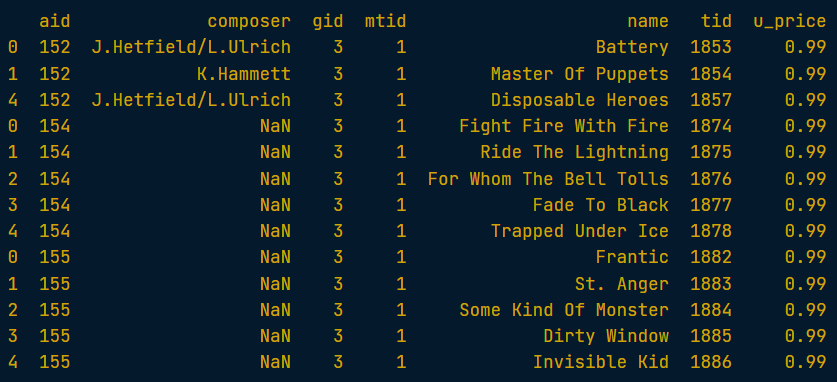 aid composer gid mtid name tid u_price
0 152 J.Hetfield/L.Ulrich 3 1 Battery 1853 0.99
1 152 K.Hammett 3 1 Master Of Puppets 1854 0.99
4 152 J.Hetfield/L.Ulrich 3 1 Disposable Heroes 1857 0.99
0 154 NaN 3 1 Fight Fire With Fire 1874 0.99
1 154 NaN 3 1 Ride The Lightning 1875 0.99
2 154 NaN 3 1 For Whom The Bell Tolls 1876 0.99
3 154 NaN 3 1 Fade To Black 1877 0.99
4 154 NaN 3 1 Trapped Under Ice 1878 0.99
0 155 NaN 3 1 Frantic 1882 0.99
1 155 NaN 3 1 St. Anger 1883 0.99
2 155 NaN 3 1 Some Kind Of Monster 1884 0.99
3 155 NaN 3 1 Dirty Window 1885 0.99
4 155 NaN 3 1 Invisible Kid 1886 0.99